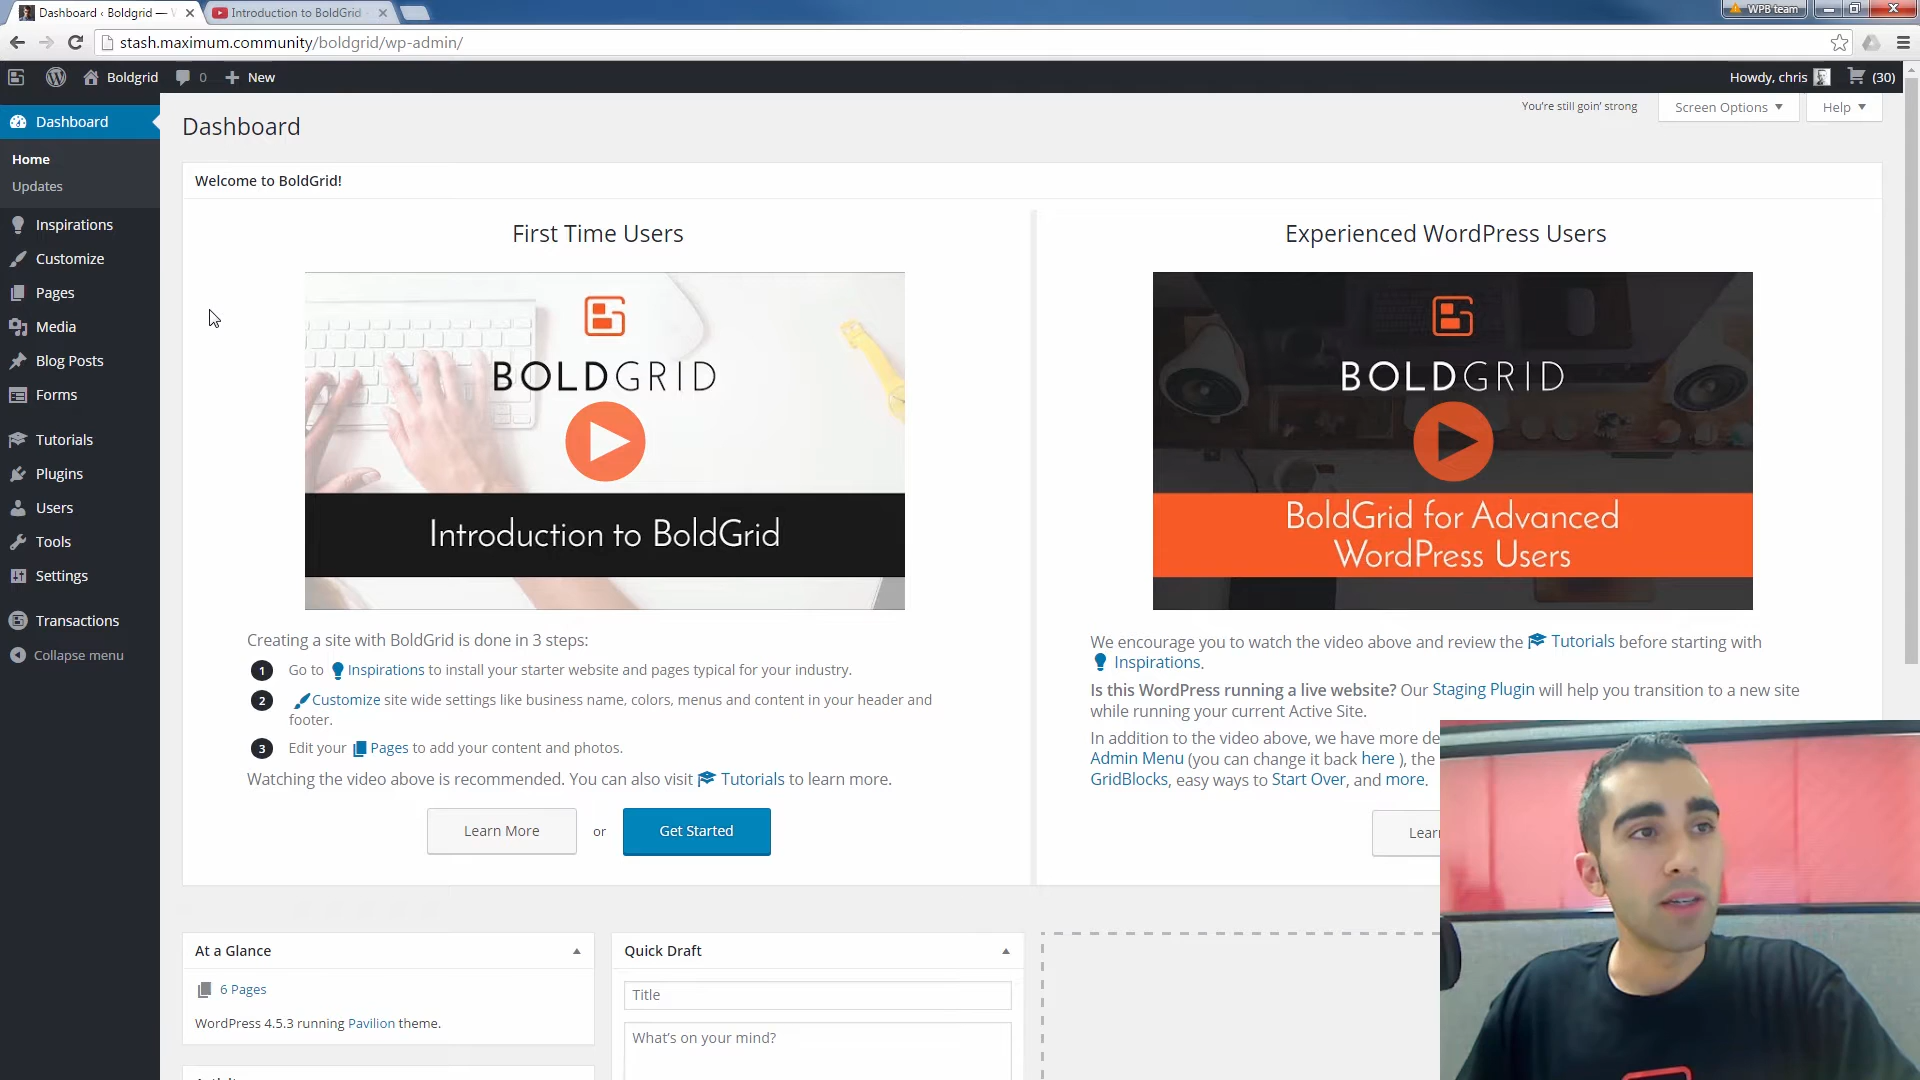 Dashboard ‹ Boldgrid —
Introduction to BoldGrid
WPB team
stash.maximum.community/boldgrid/wp-admin/
Boldgrid
0
New
Howdy, chris
(30)
Dashboard
Home
Updates
Inspirations
Customize
Pages
Media
Blog Posts
Forms
Tutorials
Plugins
Users
Tools
Settings
Transactions
Collapse menu
You're still goin' strong
Screen Options
Help
Dashboard
Welcome to BoldGrid!
First Time Users
BOLDGRID
Introduction to BoldGrid
Creating a site with BoldGrid is done in 3 steps:
1 Go to Inspirations to install your starter website and pages typical for your industry.
2 Customize site wide settings like business name, colors, menus and content in your header and
footer.
3 Edit your Pages to add your content and photos.
Watching the video above is recommended. You can also visit Tutorials to learn more.
Learn More or Get Started
Experienced WordPress Users
BOLDGRID
BoldGrid for Advanced
WordPress Users
We encourage you to watch the video above and review the Tutorials before starting with
Inspirations.
Is this WordPress running a live website? Our Staging Plugin will help you transition to a new site
while running your current Active Site.
In addition to the video above, we have more
Admin Menu (you can change it back here ), the
GridBlocks, easy ways to Start Over, and more.
At a Glance
6 Pages
WordPress 4.5.3 running Pavilion theme.
Quick Draft
Title
What's on your mind?